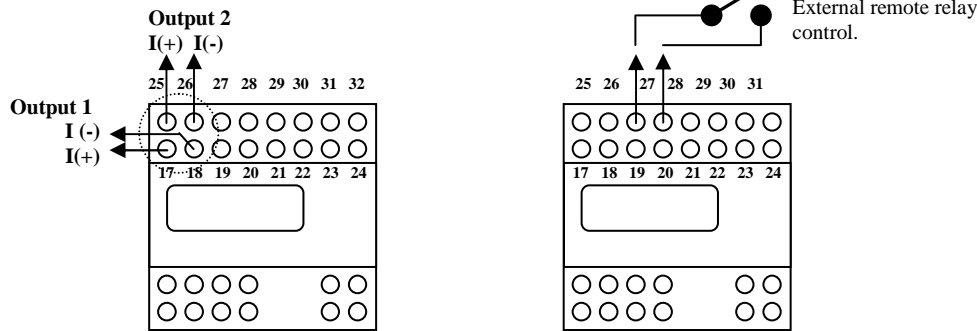 Output 2
I(+) I(-)
25 26 27 28 29 30 31 32
Output 1
I (-)
I(+)
17 18 19 20 21 22 23 24
External remote relay
control.
25 26 27 28 29 30 31
17 18 19 20 21 22 23 24